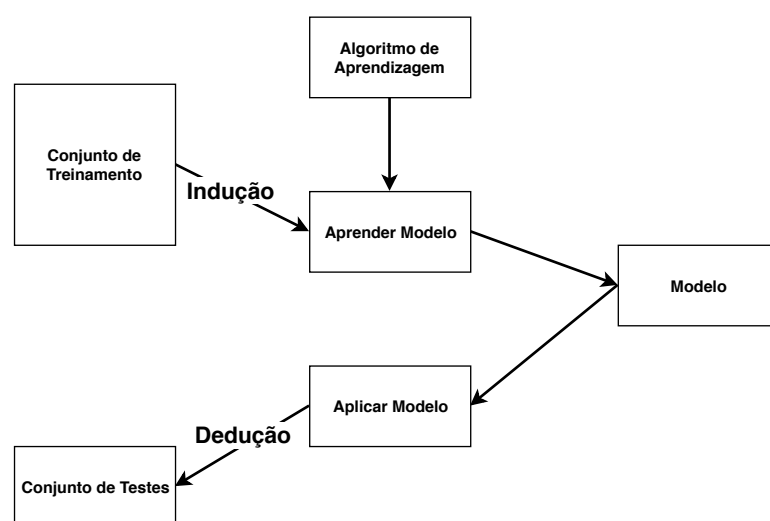 Algoritmo de
Aprendizagem
Conjunto de
Treinamento
Indução
Aprender Modelo
Modelo
Aplicar Modelo
Dedução
Conjunto de Testes